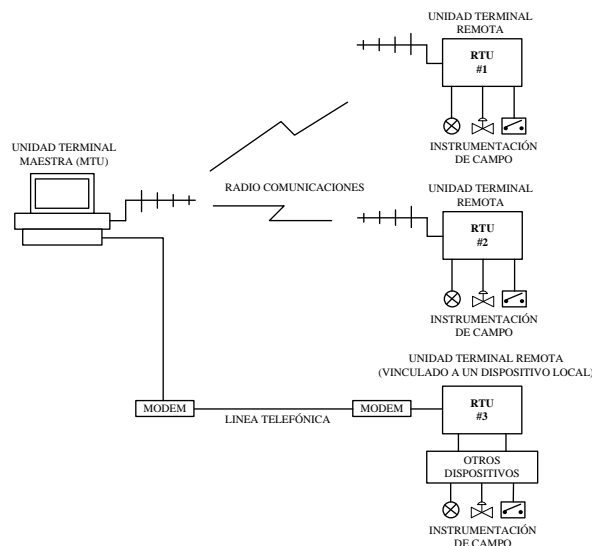 UNIDAD TERMINAL
REMOTA
RTU
#1
INSTRUMENTACIÓN
DE CAMPO
UNIDAD TERMINAL
MAESTRA (MTU)
RADIO COMUNICACIONES
UNIDAD TERMINAL
REMOTA
RTU
#2
INSTRUMENTACIÓN
DE CAMPO
UNIDAD TERMINAL REMOTA
(VINCULADO A UN DISPOSITIVO LOCAL)
MODEM
LINEA TELEFÓNICA
MODEM
RTU
#3
OTROS
DISPOSITIVOS
INSTRUMENTACIÓN
DE CAMPO